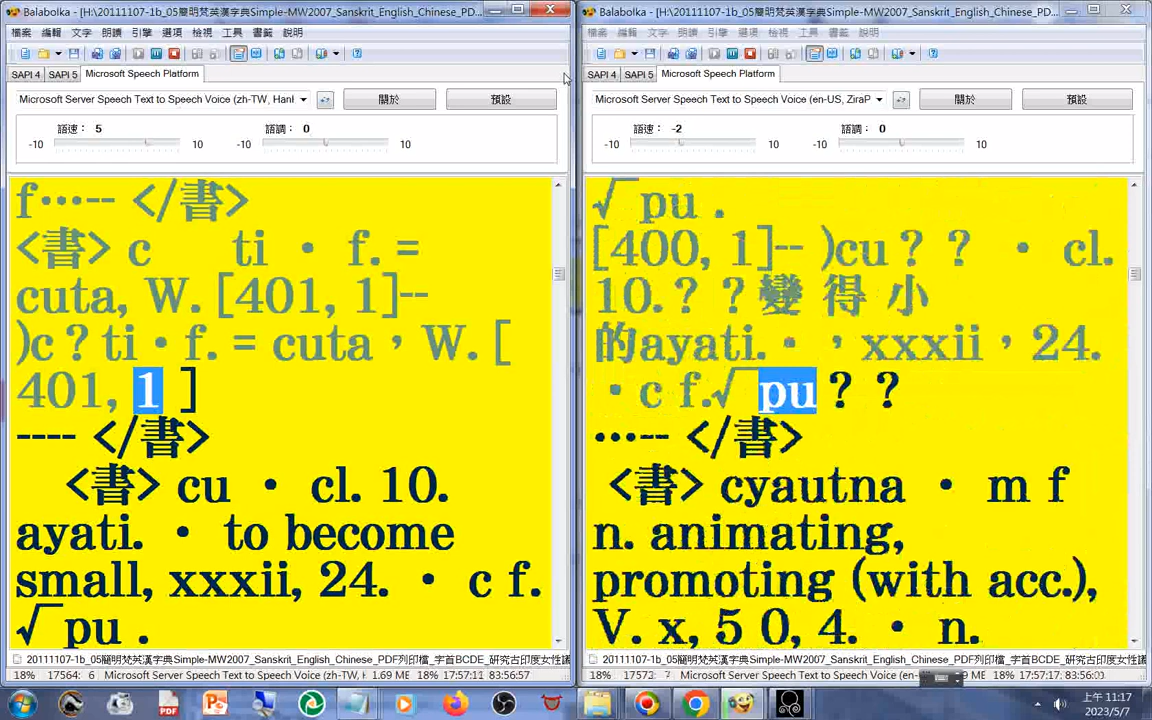 Balabolka - [H:\20111107-1b_05簡明梵英漢字典Simple-MW2007_Sanskrit_English_Chinese_PD...
檔案 編輯 文字 朗讀 引擎 選項 檢視 工具 書籤 說明
SAPI 4 SAPI 5 Microsoft Speech Platform
Microsoft Server Speech Text to Speech Voice (zh-TW, HanI 關於 預設
語速： 5 語調： 0
-10 10 -10 10
f…-- </書>
<書> c ti • f. =
cuta, W. [401, 1]--
)c？ti•f. = cuta，W. [
401, 1 ]
---- </書>
<書> cu • cl. 10.
ayati. • to become
small, xxxii, 24. • c f.
√ pu .
20111107-1b_05簡明梵英漢字典Simple-MW2007_Sanskrit_English_Chinese_PDF列印檔_字首BCDE_研究古印度女性議
18% 17564: 6 Microsoft Server Speech Text to Speech Voice (zh-TW, H 1.69 MB 17:57:11 83:56:57
Balabolka - [H:\20111107-1b_05簡明梵英漢字典Simple-MW2007_Sanskrit_English_Chinese_PD...
檔案 編輯 文字 朗讀 引擎 選項 檢視 工具 書籤 說明
SAPI 4 SAPI 5 Microsoft Speech Platform
Microsoft Server Speech Text to Speech Voice (en-US, ZiraP 關於 預設
語速： -2 語調： 0
-10 10 -10 10
√ pu .
[400, 1]-- )cu？？ • cl.
10.？？變 得 小
的ayati.•，xxxii，24.
•c f.√ pu？？
…-- </書>
<書> cyautna • m f
n. animating,
promoting (with acc.),
V. x, 5 0, 4. • n.
20111107-1b_05簡明梵英漢字典Simple-MW2007_Sanskrit_English_Chinese_PDF列印檔_字首BCDE_研究古印度女性議
18% 17572: ? Microsoft Server Speech Text to Speech Voice 18% 17:57:17 83:56:01
上午 11:17
2023/5/7